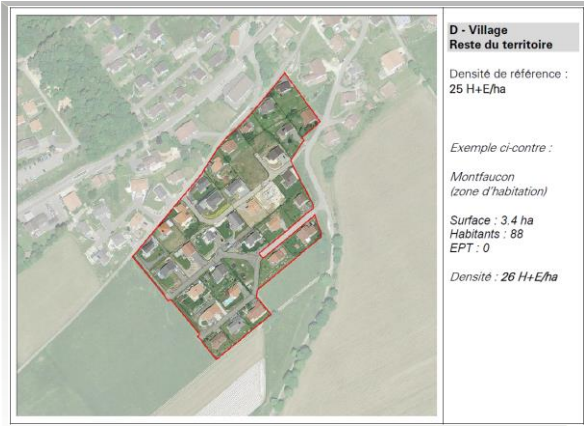 D - Village
Reste du territoire
Densité de référence :
25 H+E/ha
Exemple ci-contre :
Montfaucon
(zone d'habitation)
Surface : 3.4 ha
Habitants : 88
EPT : 0
Densité : 26 H+E/ha